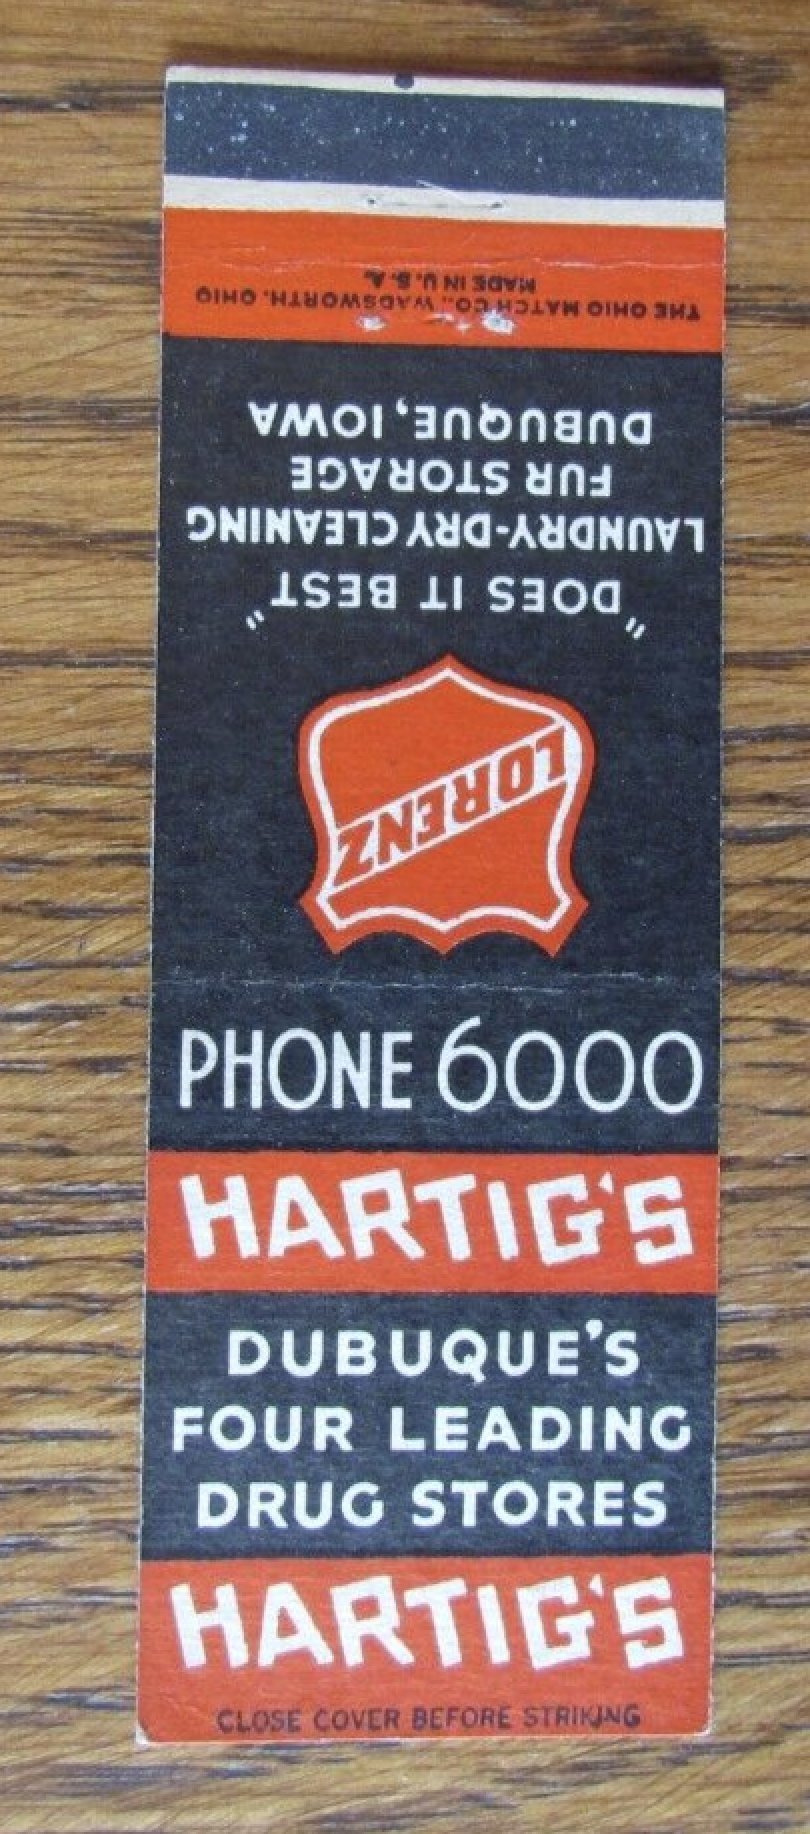 THE OHIO MATCH CO., WADSWORTH, OHIO
MADE IN U.S.A.
LORENZ
"DOES IT BEST"
LAUNDRY-DRY CLEANING
FUR STORAGE
DUBUQUE, IOWA
PHONE 6000
HARTIG'S
DUBUQUE'S
FOUR LEADING
DRUG STORES
HARTIG'S
CLOSE COVER BEFORE STRIKING